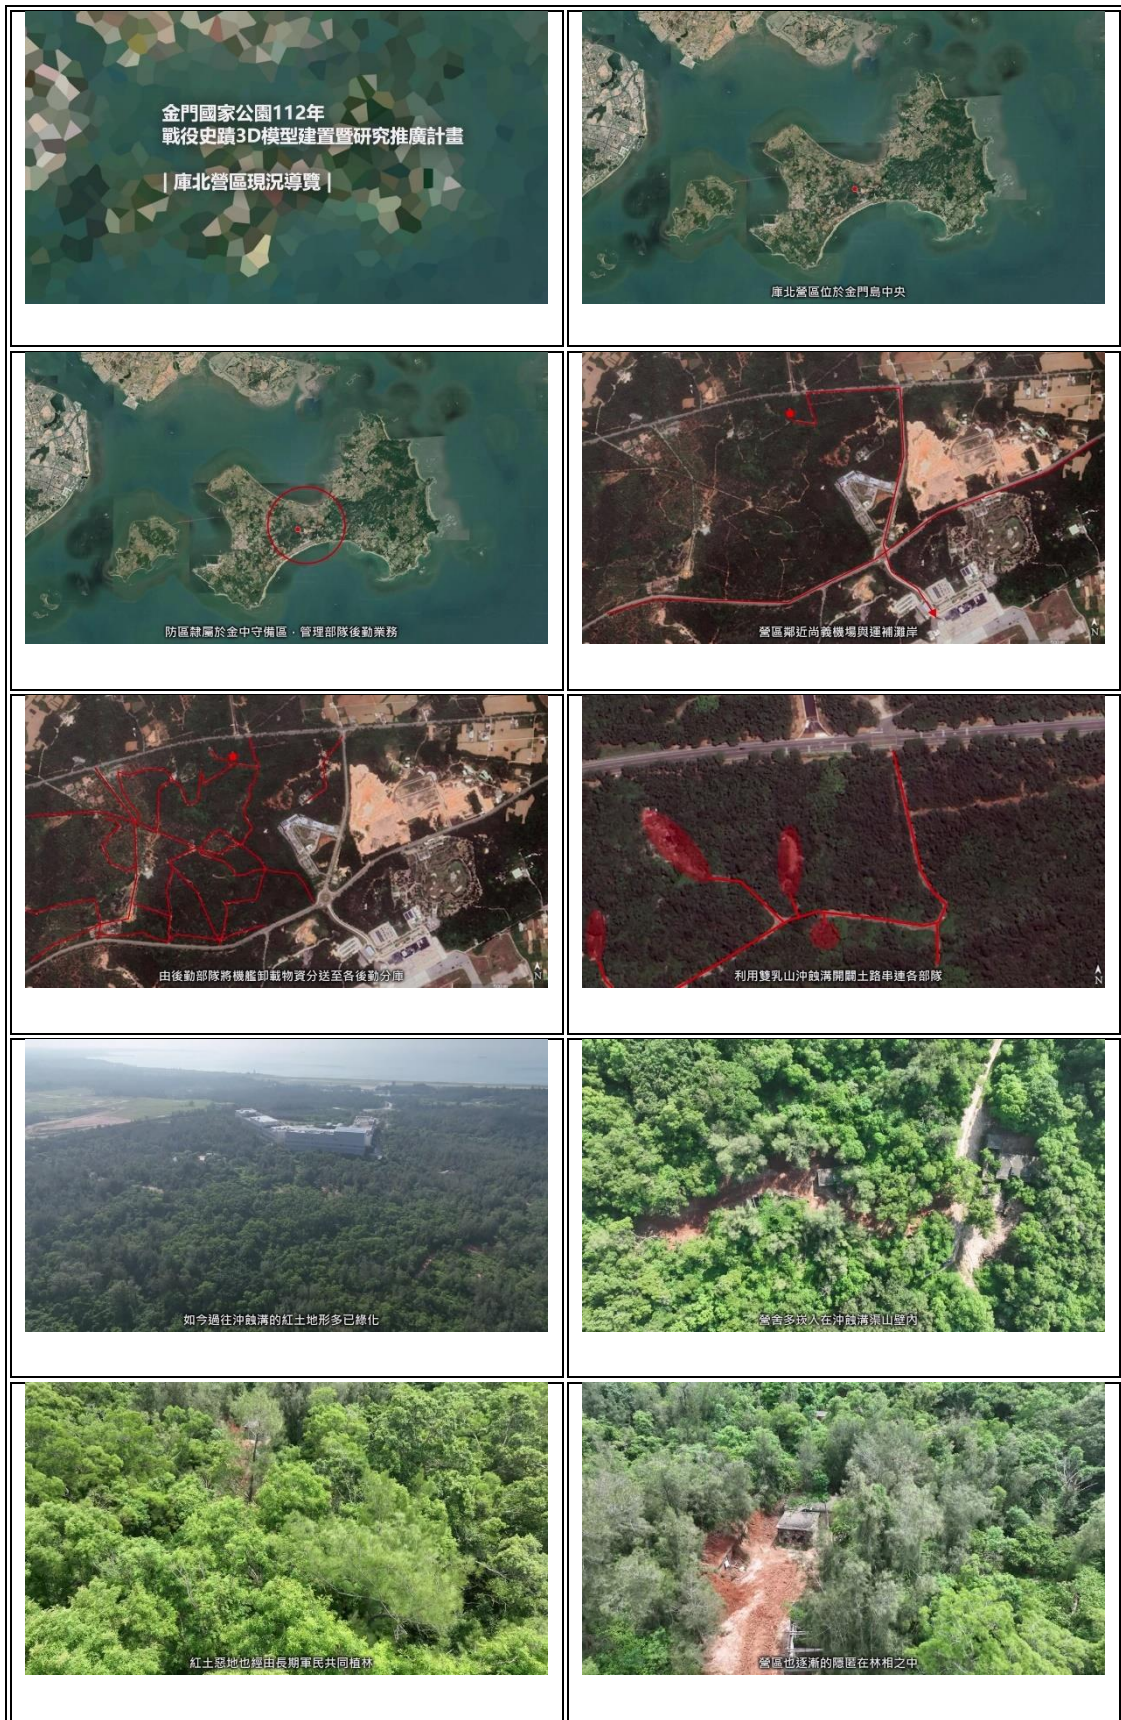 金門國家公園112年
戰役史蹟3D模型建置暨研究推廣計畫
| 庫北營區現況導覽 |
庫北營區位於金門島中央
防區隸屬於金中守備區．管理部隊後勤業務
營區鄰近尚義機場與運補灘岸
N
由後勤部隊將機艦卸載物資分送至各後勤分庫
N
利用雙乳山沖蝕溝開闢土路串連各部隊
N
如今過往沖蝕溝的紅土地形多已綠化
營舍多崁入在沖蝕溝渠山壁內
紅土惡地也經由長期軍民共同植林
營區也逐漸的隱匿在林相之中